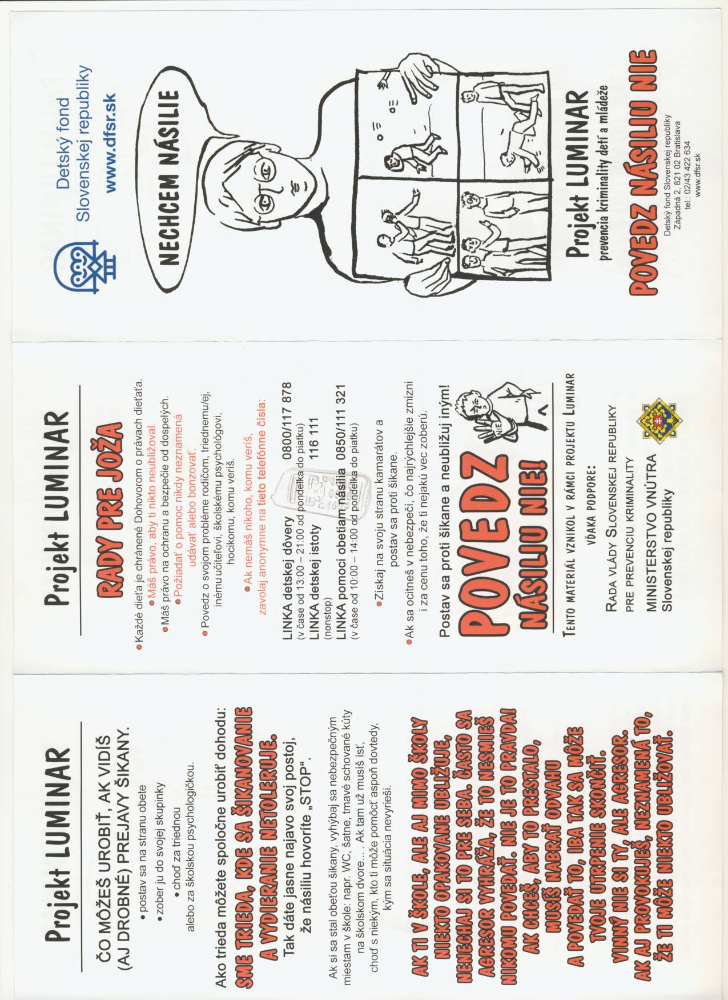 Projekt LUMINAR
ČO MÔŽEŠ UROBIŤ, AK VIDÍŠ
(AJ DROBNÉ) PREJAVY ŠIKANY.
• postav sa na stranu obete
• zober ju do svojej skupinky
• choď za triednou
alebo za školskou psychologičkou.
Ako trieda môžete spoločne urobiť dohodu:
SME TRIEDA, KDE SA ŠIKANOVANIE
A VYDIERANIE NETOLERUJE.
Tak dáte jasne najavo svoj postoj,
že násiliu hovoríte „STOP“.
Ak si sa stal obeťou šikany, vyhýbaj sa nebezpečným
miestam v škole: napr. WC, šatne, tmavé schované kúty
na školskom dvore... . Ak tam už musíš ísť,
choď s niekým, kto ti môže pomôcť aspoň dovtedy,
kým sa situácia nevyrieši.
AK TI V ŠKOLE, ALE AJ MIMO ŠKOLY
NIEKTO OPAKOVANE UBLIŽUJE,
NENECHAJ SI TO PRE SEBA. ČASTO SA
AGRESOR VYHRÁŽA, ŽE TO NESMIEŠ
NIKOMU POVEDAŤ. NIE JE TO PRAVDA!
AK CHCEŠ, ABY TO PRESTALO,
MUSÍŠ NABRAŤ ODVAHU
A POVEDAŤ TO, IBA TAK SA MÔŽE
TVOJE UTRPENIE SKONČIŤ.
VINNÝ NIE SI TY, ALE AGRESOR.
AK AJ PROVOKUJEŠ, NEZNAMENÁ TO,
ŽE TI MÔŽE NIEKTO UBLIŽOVAŤ.
Projekt LUMINAR
RADY PRE JOŽA
• Každé dieťa je chránené Dohovorom o právach dieťaťa.
• Máš právo, aby ti nikto neubližoval.
• Máš právo na ochranu a bezpečie od dospelých.
• Požiadať o pomoc nikdy neznamená
udávať alebo bonzovať.
• Povedz o svojom probléme rodičom, triednemu/ej,
inému učiteľovi, školskému psychológovi,
hocikomu, komu veríš.
• Ak nemáš nikoho, komu veríš,
zavolaj anonymne na tieto telefónne čísla:
LINKA detskej dôvery 0800/117 878
(v čase od 13:00 – 21:00 od pondelka do piatku)
LINKA detskej istoty 116 111
(nonstop)
LINKA pomoci obetiam násilia 0850/111 321
(v čase od 10:00 – 14:00 od pondelka do piatku)
• Získaj na svoju stranu kamarátov a
postav sa proti šikane.
• Ak sa ocitneš v nebezpečí, čo najrýchlejšie zmizni
i za cenu toho, že ti nejakú vec zoberú.
Postav sa proti šikane a neubližuj iným!
POVEDZ
NÁSILIU NIE!
NIE
TENTO MATERIÁL VZNIKOL V RÁMCI PROJEKTU LUMINAR
VĎAKA PODPORE:
RADA VLÁDY SLOVENSKEJ REPUBLIKY
PRE PREVENCIU KRIMINALITY
MINISTERSTVO VNÚTRA
Slovenskej republiky
Detský fond
Slovenskej republiky
www.dfsr.sk
NECHCEM NÁSILIE
Projekt LUMINAR
prevencia kriminality detí a mládeže
POVEDZ NÁSILIU NIE
Detský fond Slovenskej republiky
Západná 2, 821 02 Bratislava
tel.: 02/43 422 634
www.dfsr.sk